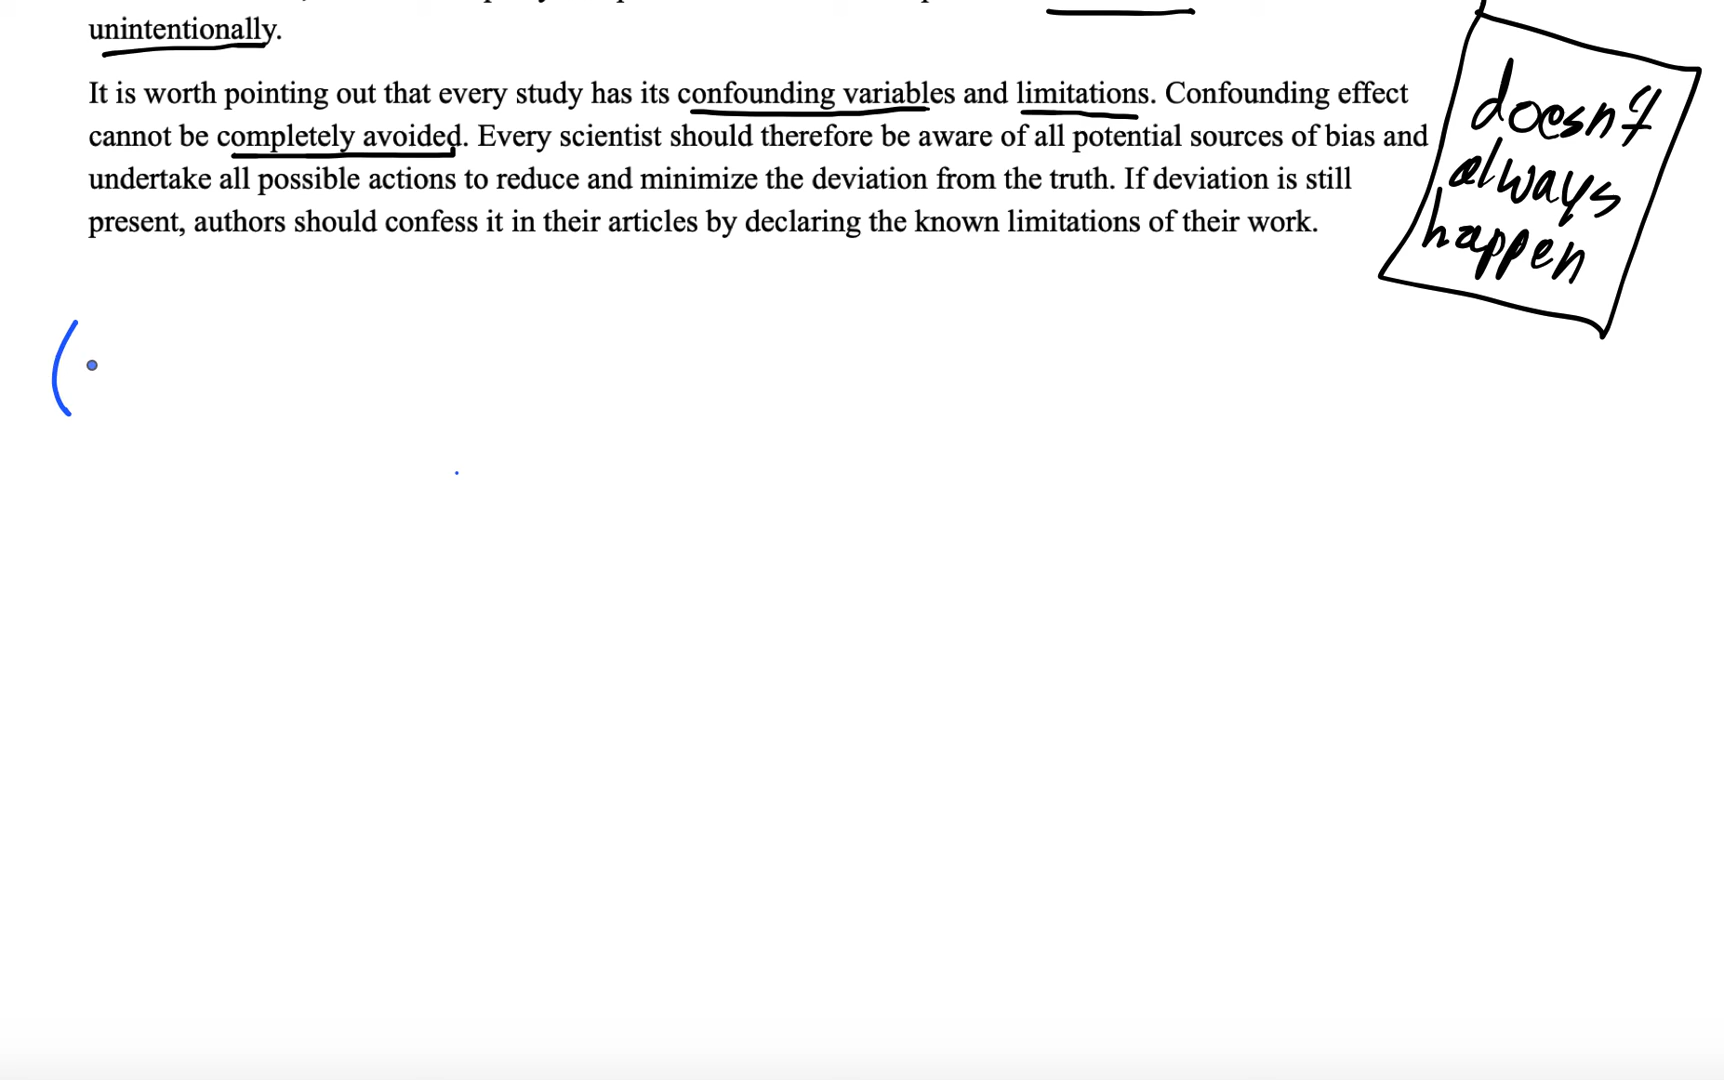 unintentionally.
It is worth pointing out that every study has its confounding variables and limitations. Confounding effect
cannot be completely avoided. Every scientist should therefore be aware of all potential sources of bias and
undertake all possible actions to reduce and minimize the deviation from the truth. If deviation is still
present, authors should confess it in their articles by declaring the known limitations of their work.
doesn't
always
happen
(